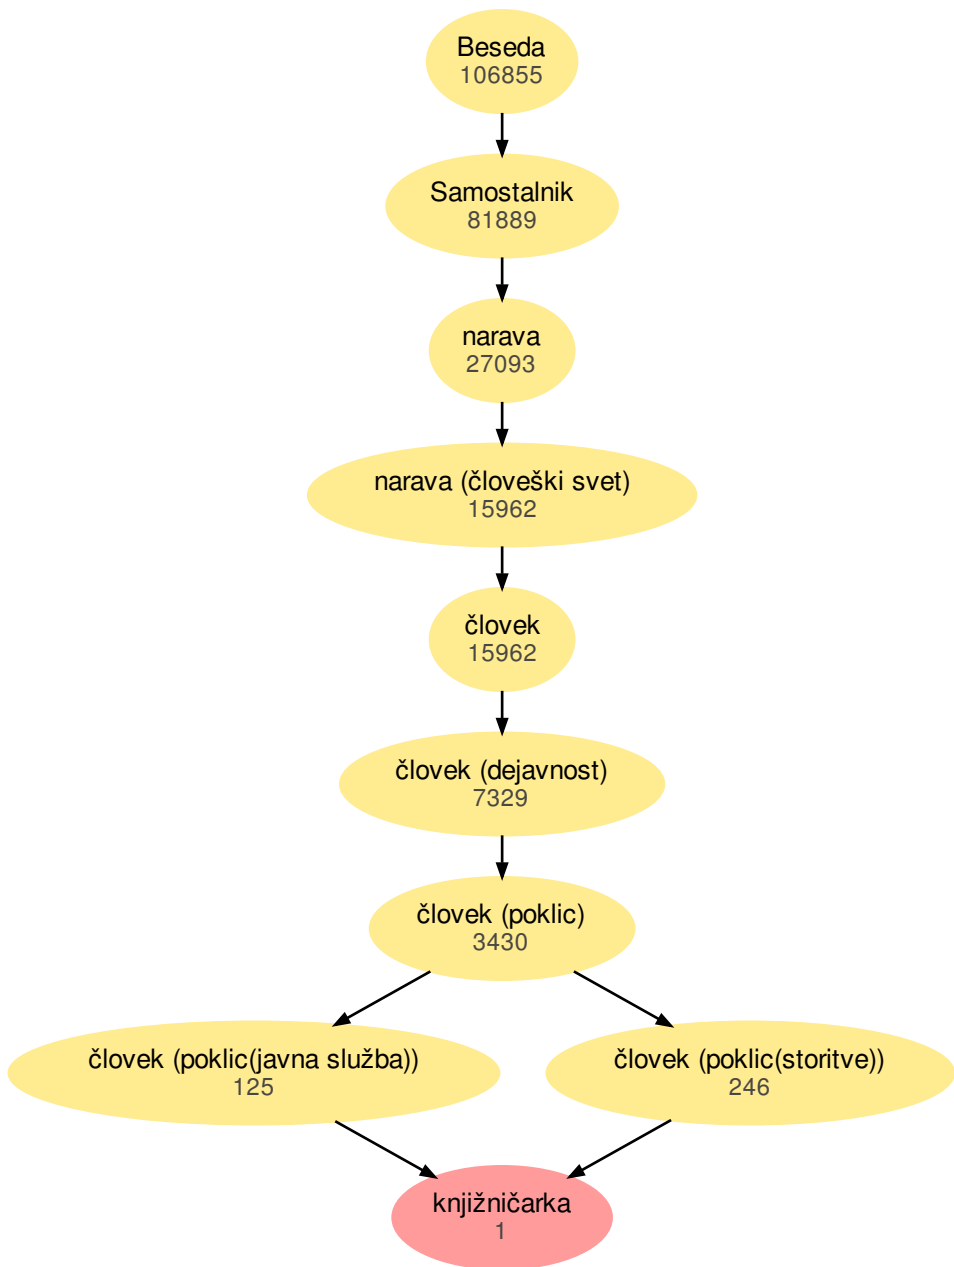 Beseda
106855
Samostalnik
81889
narava
27093
narava (človeški svet)
15962
človek
15962
človek (dejavnost)
7329
človek (poklic)
3430
človek (poklic(javna služba))
125
človek (poklic(storitve))
246
knjižničarka
1